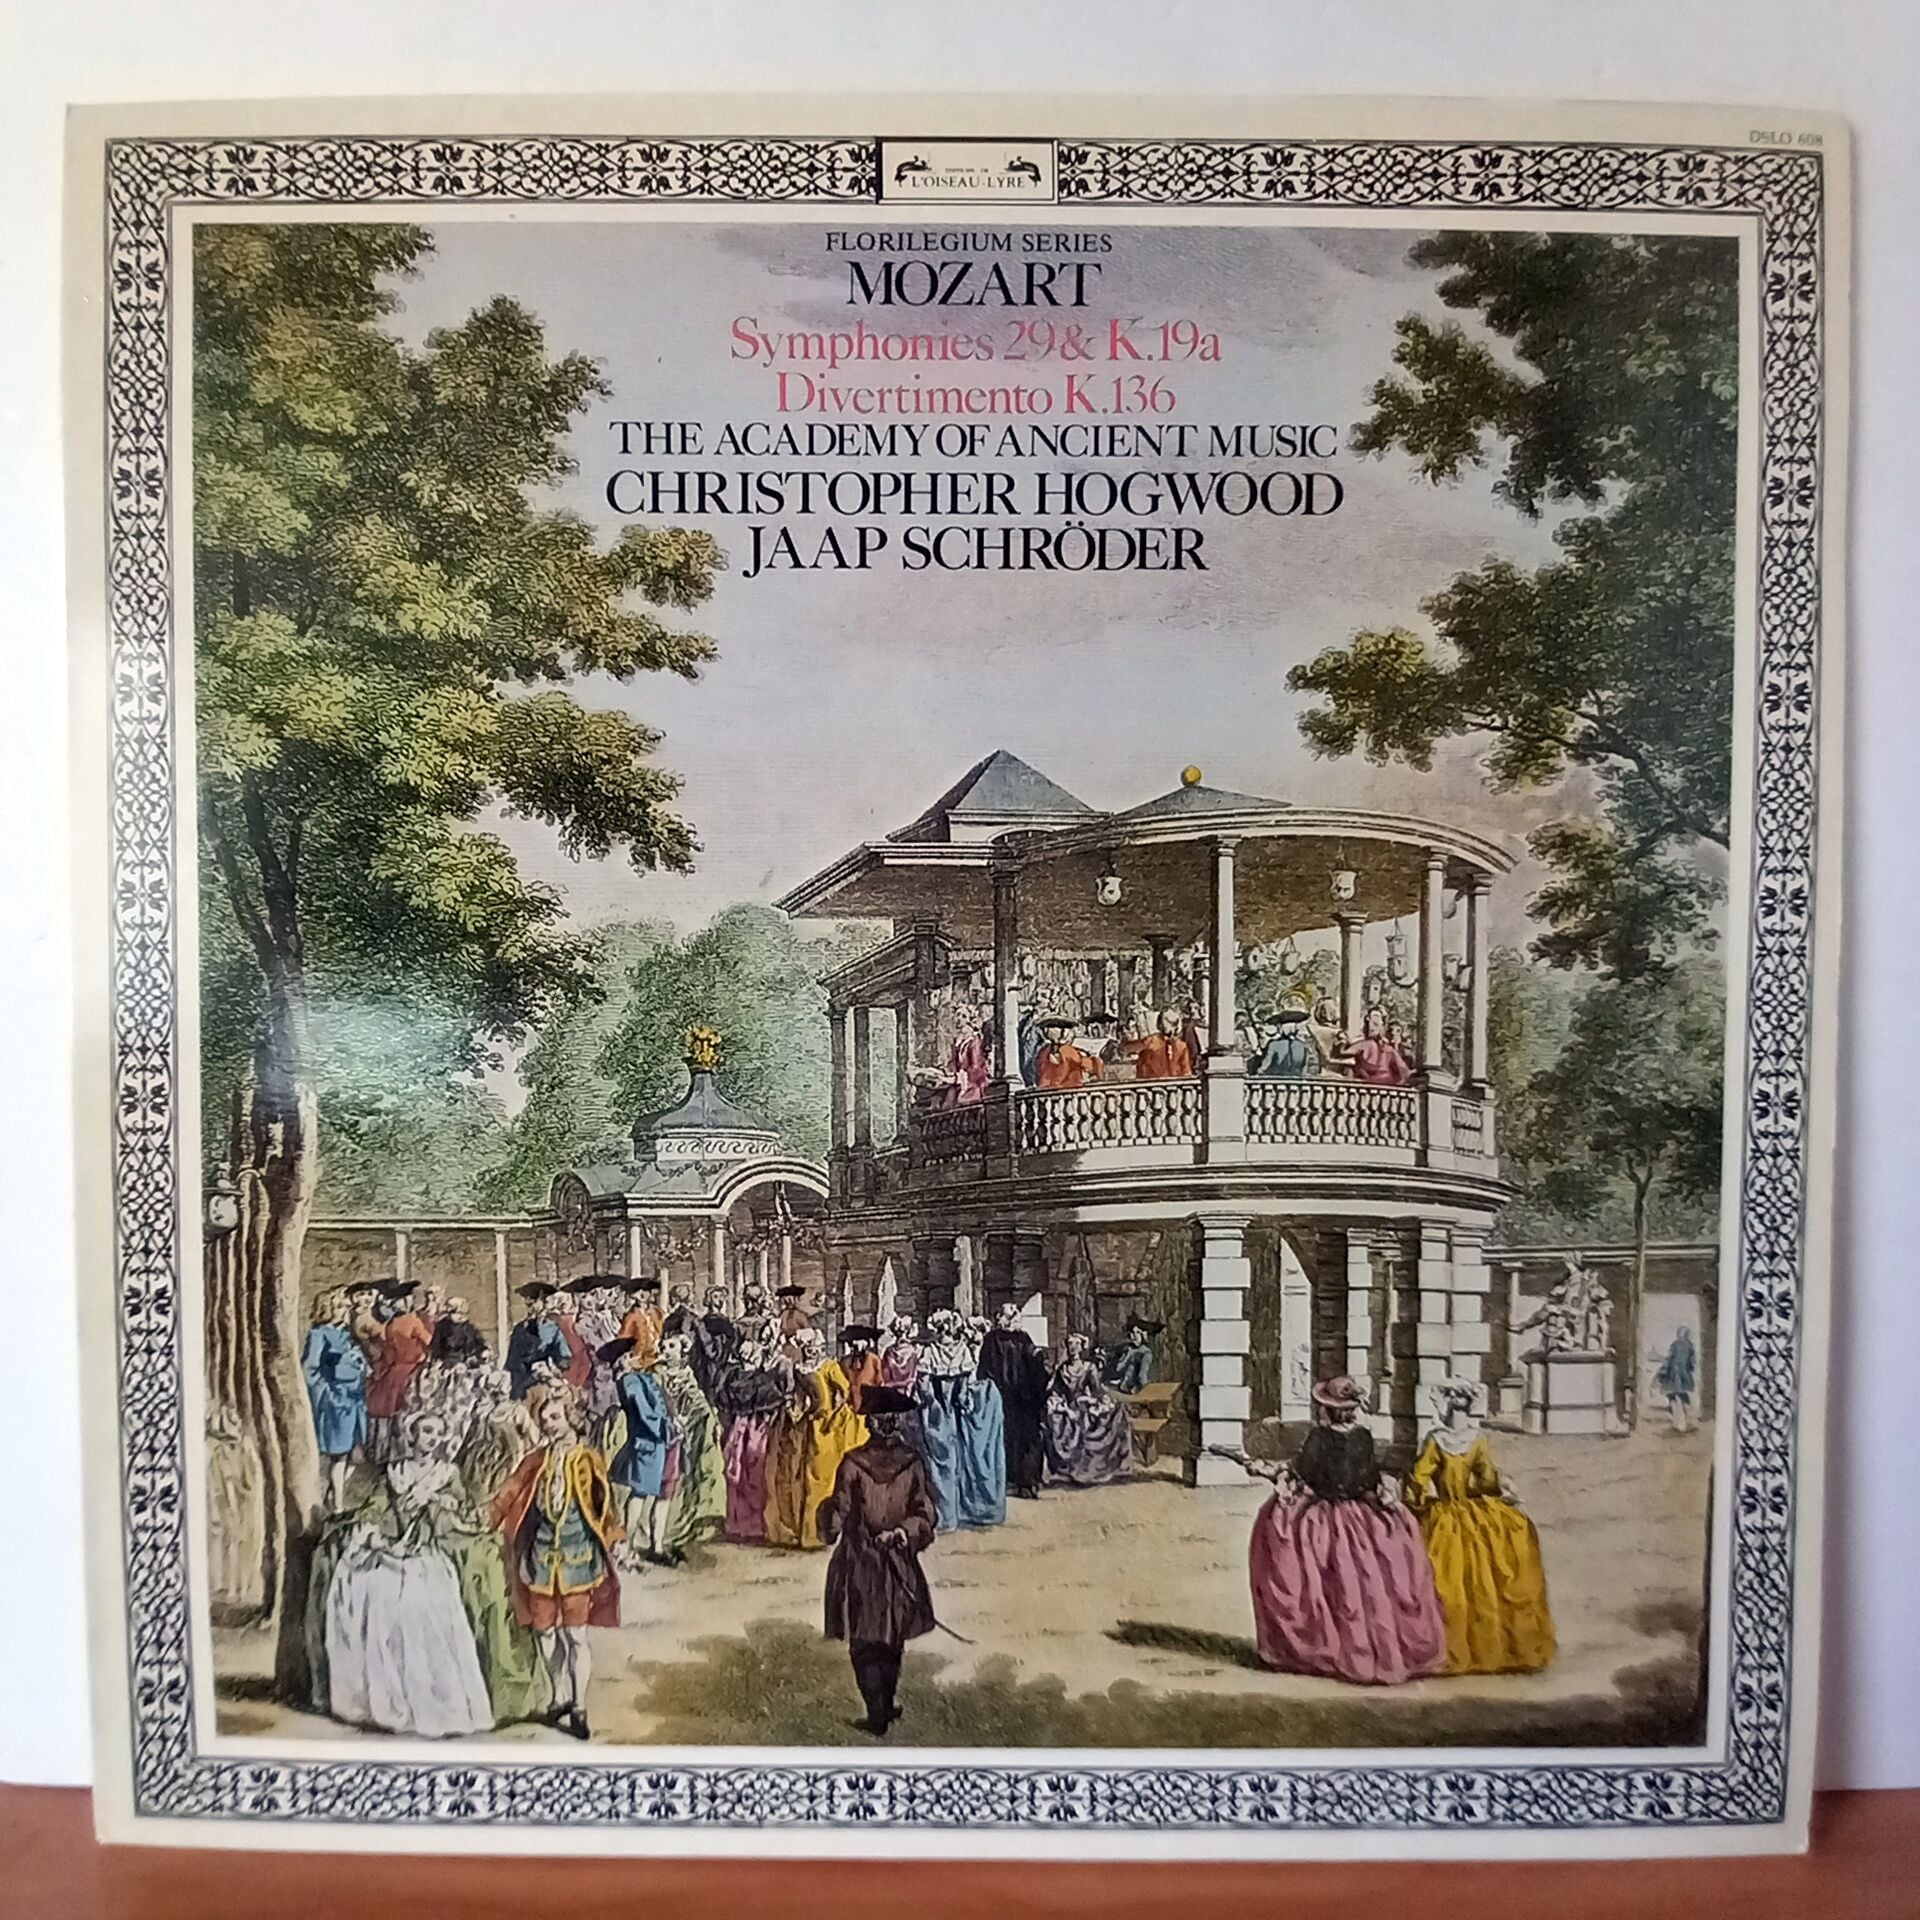 DSLO 608
L'OISEAU-LYRE
FLORILEGIUM SERIES
MOZART
Symphonies 29 & K.19a
Divertimento K.136
THE ACADEMY OF ANCIENT MUSIC
CHRISTOPHER HOGWOOD
JAAP SCHRÖDER